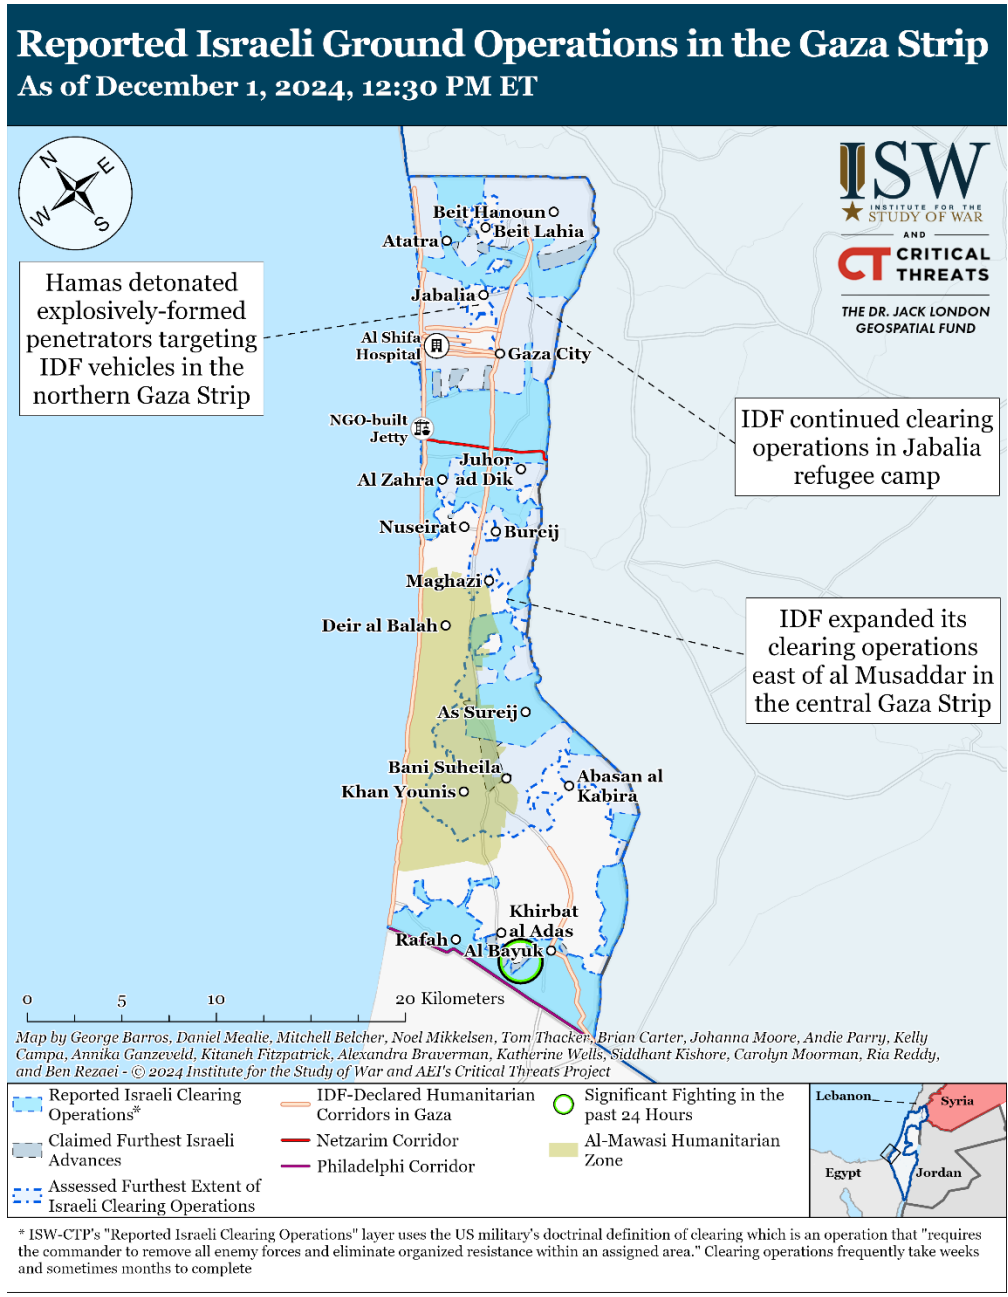 Reported Israeli Ground Operations in the Gaza Strip
As of December 1, 2024, 12:30 PM ET
N
E
W
S
ISW
INSTITUTE FOR THE
STUDY OF WAR
AND
CT CRITICAL
THREATS
THE DR. JACK LONDON
GEOSPATIAL FUND
Hamas detonated
explosively-formed
penetrators targeting
IDF vehicles in the
northern Gaza Strip
IDF continued clearing
operations in Jabalia
refugee camp
IDF expanded its
clearing operations
east of al Musaddar in
the central Gaza Strip
Beit Hanoun
Beit Lahia
Atatra
Jabalia
Al Shifa
Hospital
Gaza City
NGO-built
Jetty
Juhor
ad Dik
Al Zahra
Nuseirat
Bureij
Maghazi
Deir al Balah
As Sureij
Bani Suheila
Khan Younis
Abasan al
Kabira
Khirbat
al Adas
Rafah
Al Bayuk
0 5 10 20 Kilometers
Map by George Barros, Daniel Mealie, Mitchell Belcher, Noel Mikkelsen, Tom Thacker, Brian Carter, Johanna Moore, Andie Parry, Kelly
Campa, Annika Ganzeveld, Kitaneh Fitzpatrick, Alexandra Braverman, Katherine Wells, Siddhant Kishore, Carolyn Moorman, Ria Reddy,
and Ben Rezaei - © 2024 Institute for the Study of War and AEI's Critical Threats Project
Reported Israeli Clearing
Operations*
Claimed Furthest Israeli
Advances
Assessed Furthest Extent of
Israeli Clearing Operations
IDF-Declared Humanitarian
Corridors in Gaza
Netzarim Corridor
Philadelphi Corridor
Significant Fighting in the
past 24 Hours
Al-Mawasi Humanitarian
Zone
Lebanon
Syria
Egypt
Jordan
* ISW-CTP's "Reported Israeli Clearing Operations" layer uses the US military's doctrinal definition of clearing which is an operation that "requires
the commander to remove all enemy forces and eliminate organized resistance within an assigned area." Clearing operations frequently take weeks
and sometimes months to complete